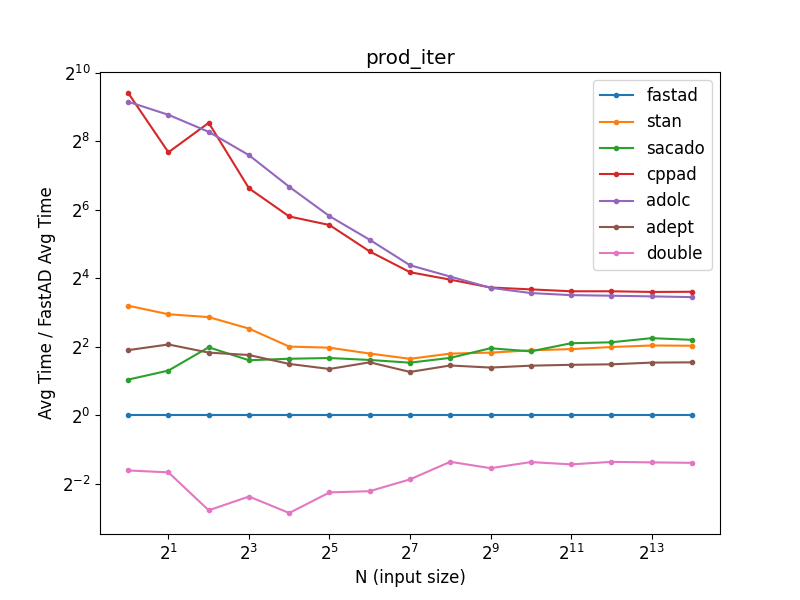 prod_iter
Avg Time / FastAD Avg Time
2^10
2^8
2^6
2^4
2^2
2^0
2^-2
fastad
stan
sacado
cppad
adolc
adept
double
2^1 2^3 2^5 2^7 2^9 2^11 2^13
N (input size)